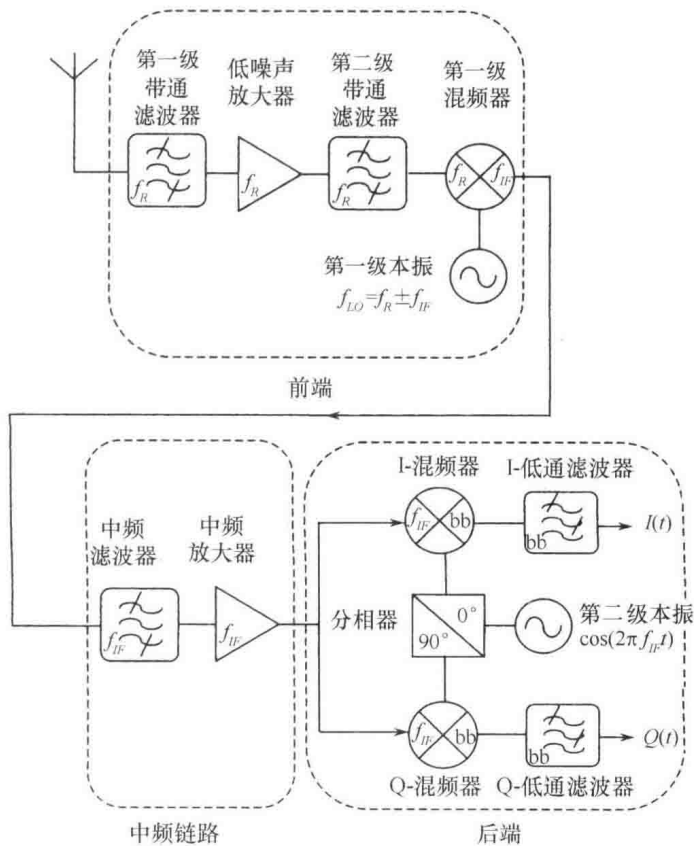 第一级
带通
滤波器
低噪声
放大器
第二级
带通
滤波器
第一级
混频器
f_R
f_R
f_R
f_R
f_IF
第一级本振
f_LO=f_R±f_IF
前端
中频
滤波器
中频
放大器
f_IF
f_IF
I-混频器
I-低通滤波器
f_IF
bb
bb
I(t)
分相器
0°
90°
第二级本振
cos(2πf_IFt)
f_IF
bb
bb
Q(t)
Q-混频器
Q-低通滤波器
中频链路
后端